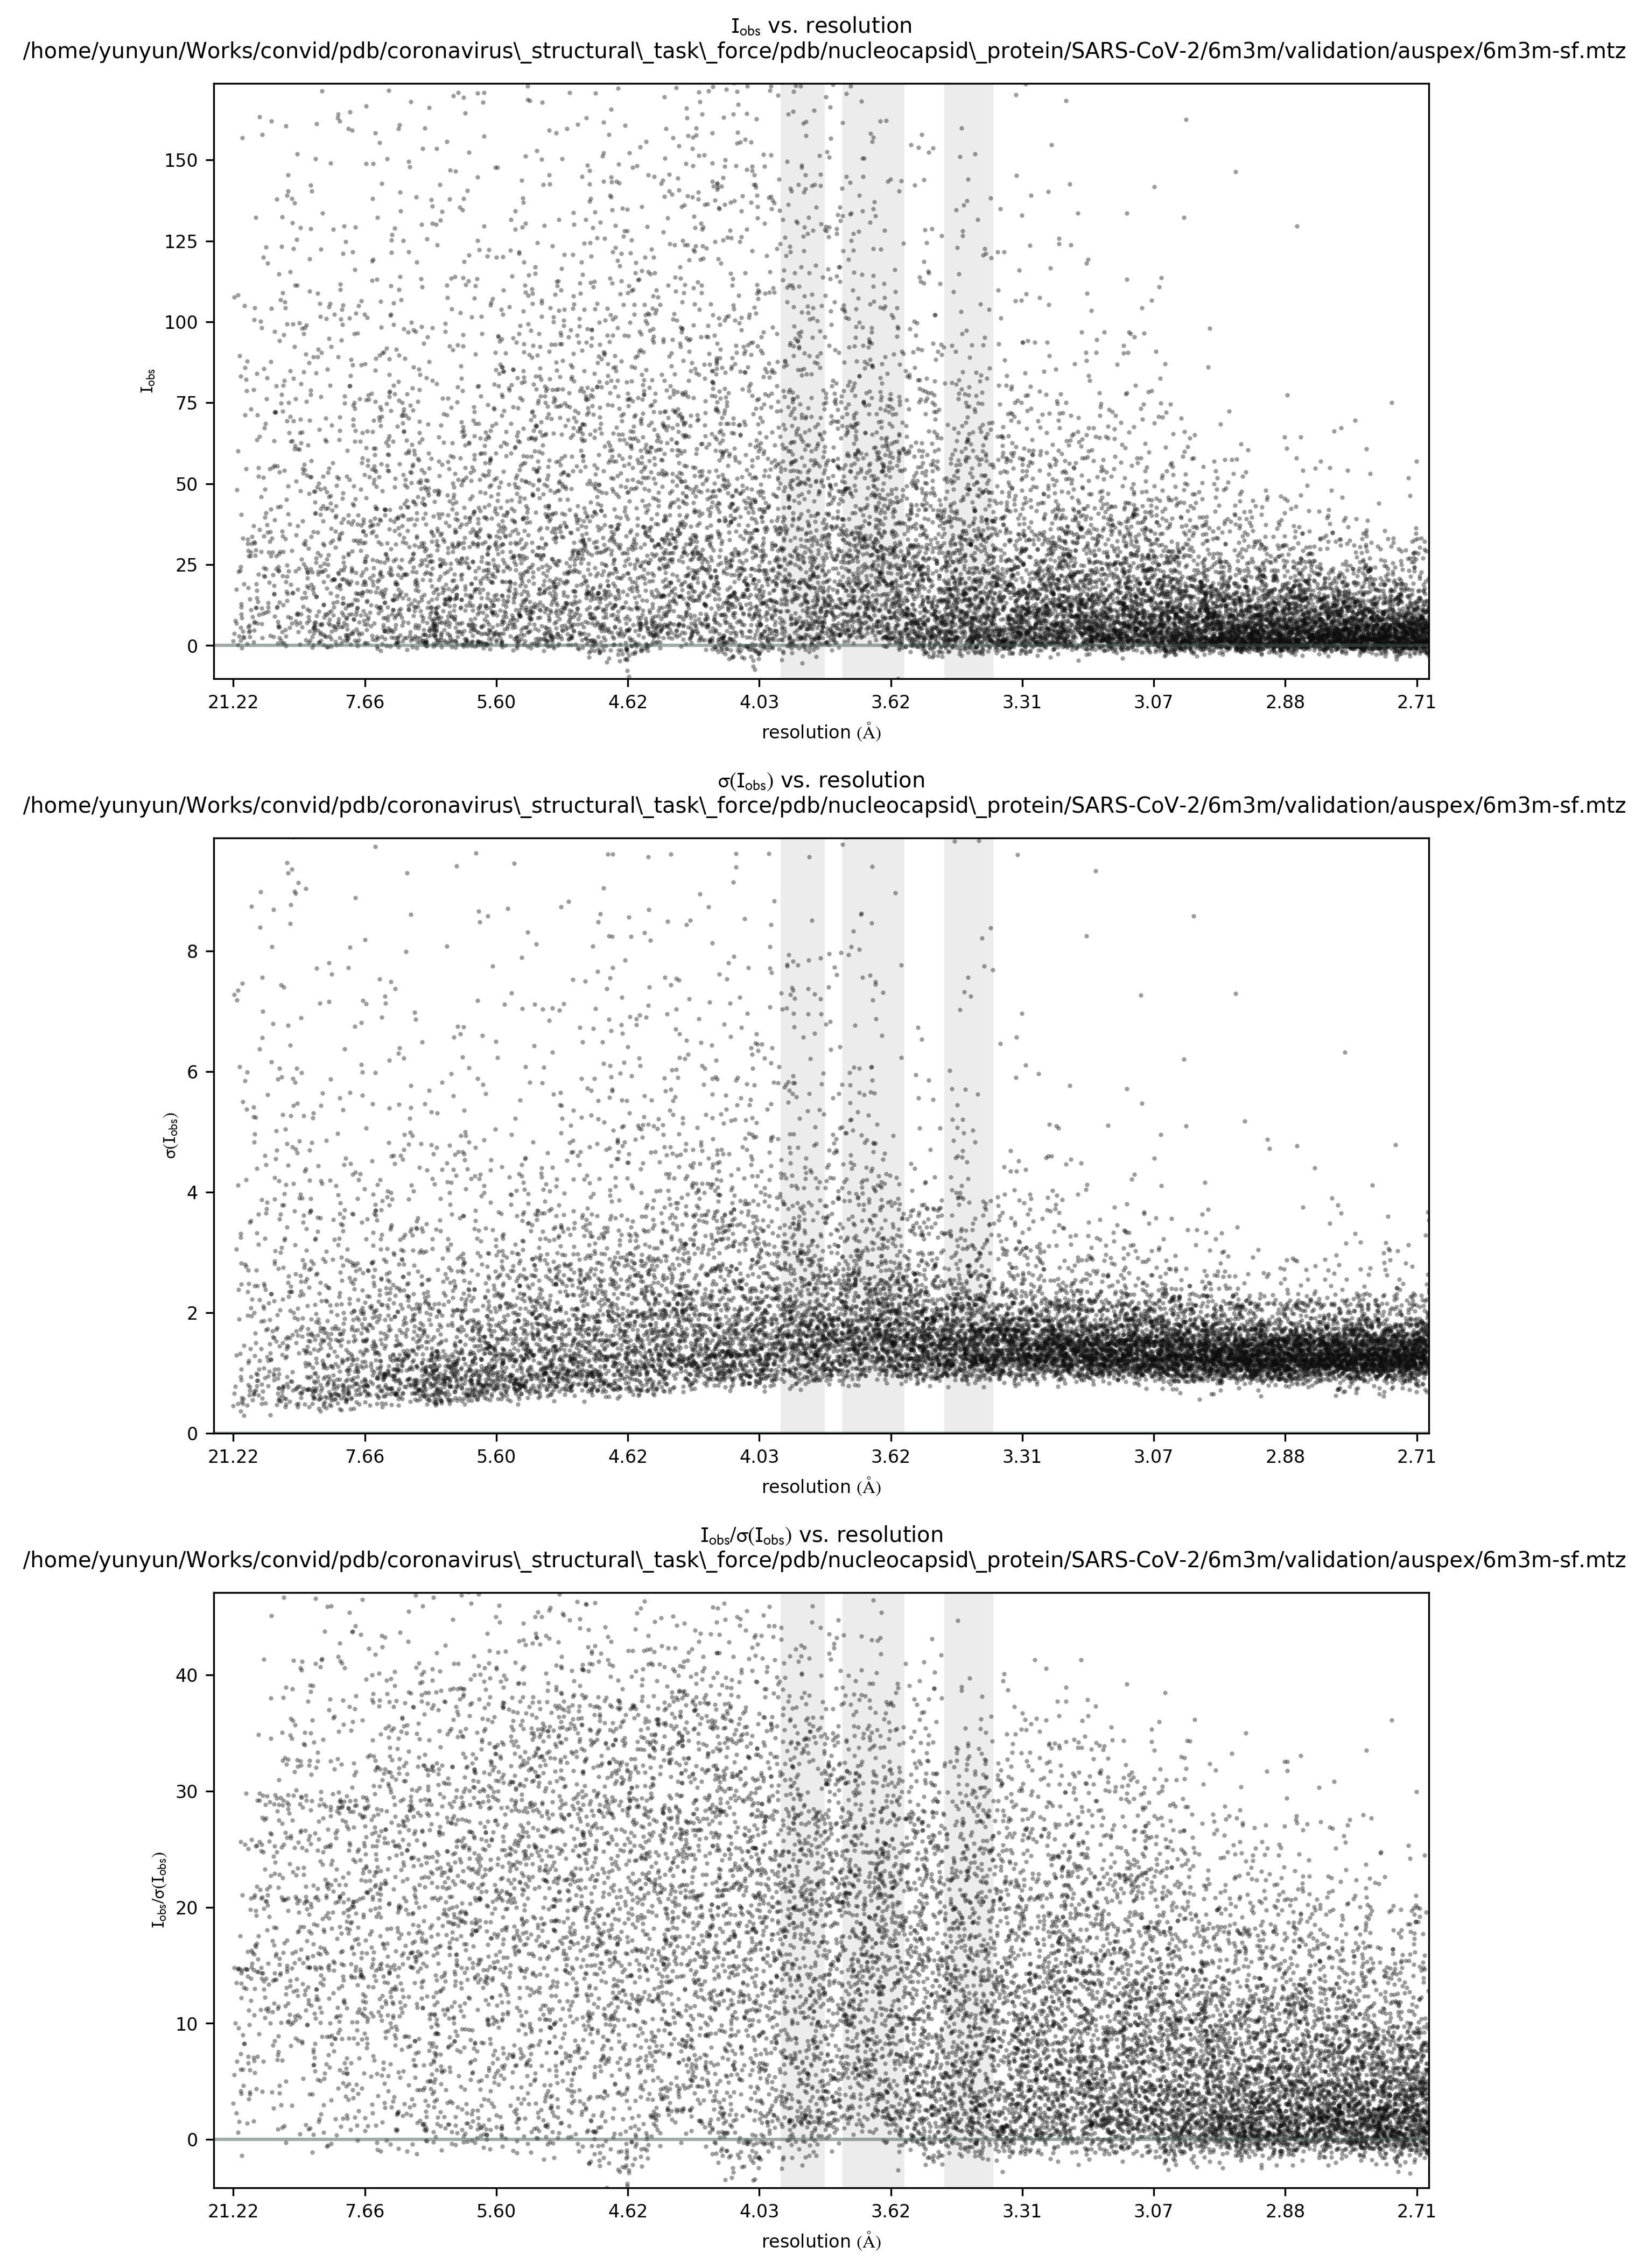 Iobs vs. resolution
/home/yunyun/Works/convid/pdb/coronavirus\_structural\_task\_force/pdb/nucleocapsid\_protein/SARS-CoV-2/6m3m/validation/auspex/6m3m-sf.mtz
150
125
100
75
50
25
0
Iobs
21.22 7.66 5.60 4.62 4.03 3.62 3.31 3.07 2.88 2.71
resolution (Å)
σ(Iobs) vs. resolution
/home/yunyun/Works/convid/pdb/coronavirus\_structural\_task\_force/pdb/nucleocapsid\_protein/SARS-CoV-2/6m3m/validation/auspex/6m3m-sf.mtz
8
6
4
2
0
σ(Iobs)
21.22 7.66 5.60 4.62 4.03 3.62 3.31 3.07 2.88 2.71
resolution (Å)
Iobs/σ(Iobs) vs. resolution
/home/yunyun/Works/convid/pdb/coronavirus\_structural\_task\_force/pdb/nucleocapsid\_protein/SARS-CoV-2/6m3m/validation/auspex/6m3m-sf.mtz
40
30
20
10
0
Iobs/σ(Iobs)
21.22 7.66 5.60 4.62 4.03 3.62 3.31 3.07 2.88 2.71
resolution (Å)